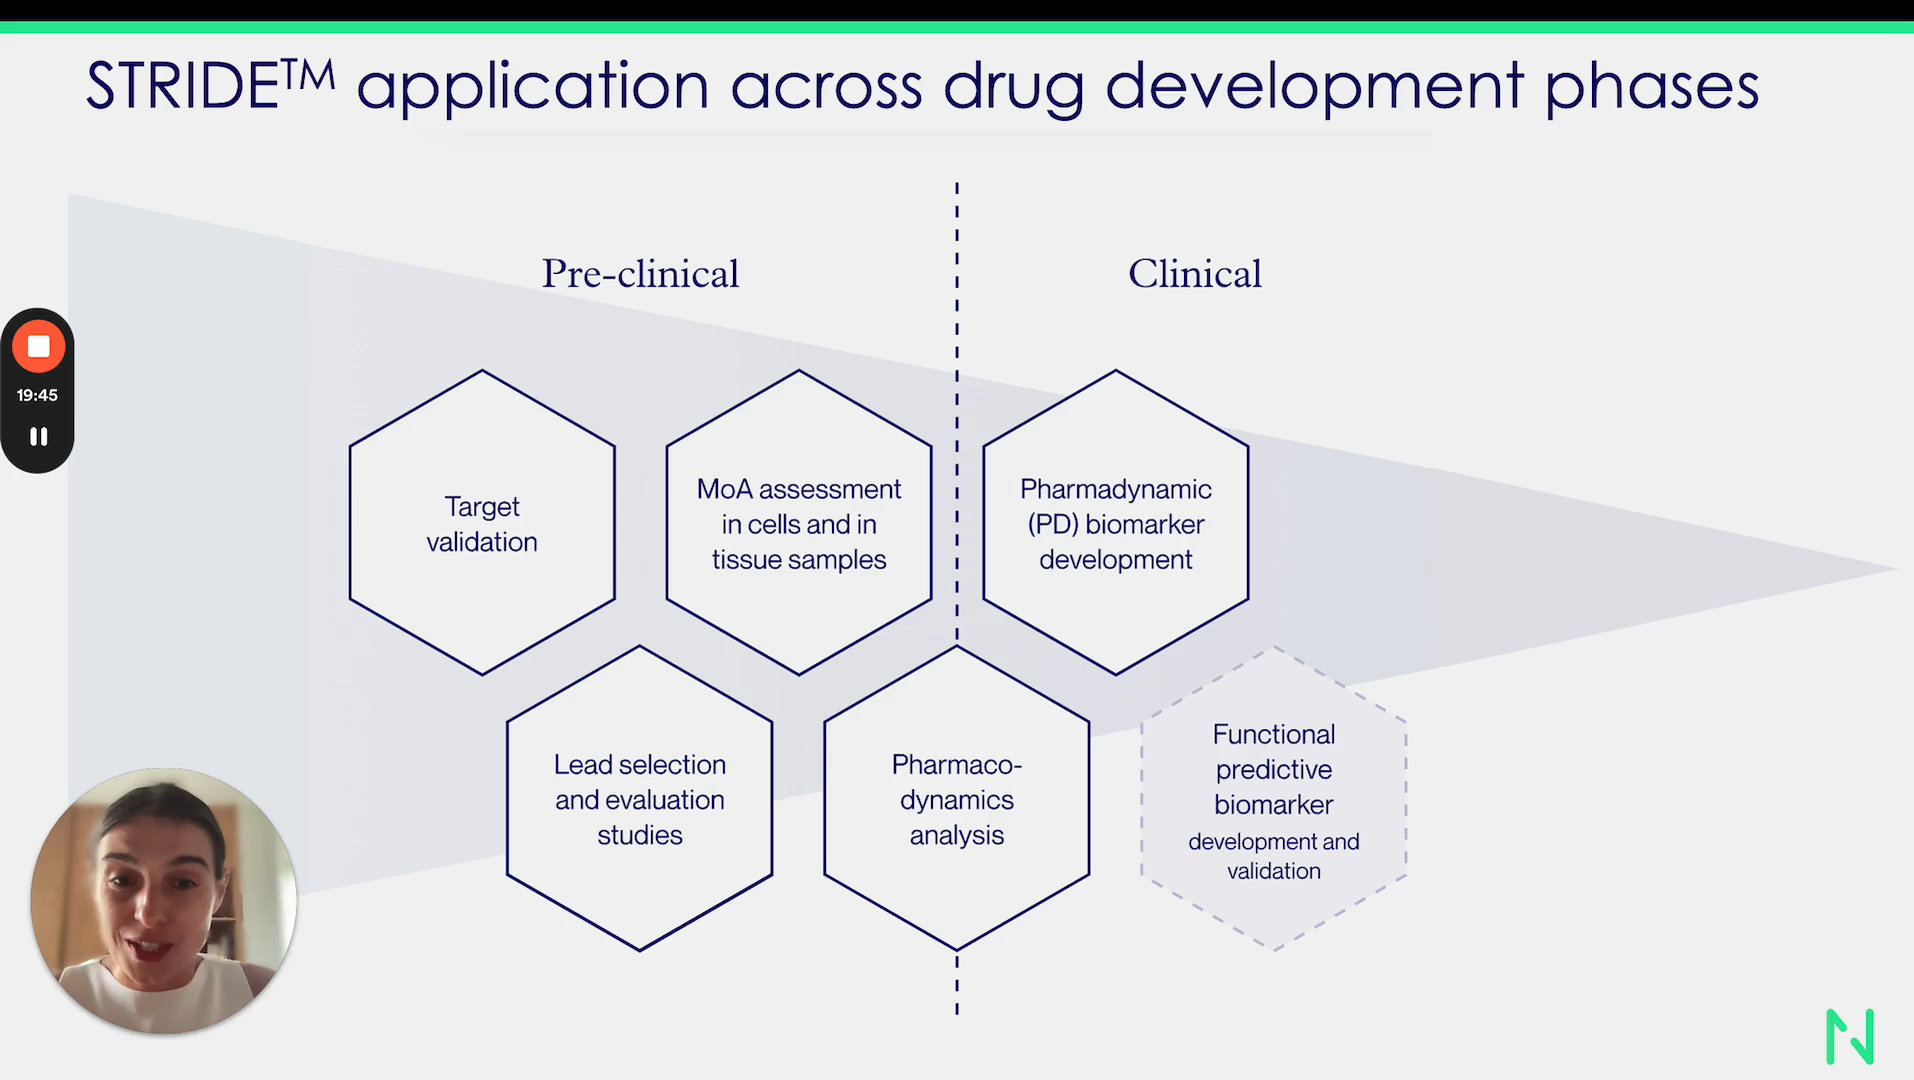 STRIDE™ application across drug development phases
Pre-clinical
Clinical
19:45
Target
validation
MoA assessment
in cells and in
tissue samples
Pharmadynamic
(PD) biomarker
development
Lead selection
and evaluation
studies
Pharmaco-
dynamics
analysis
Functional
predictive
biomarker
development and
validation